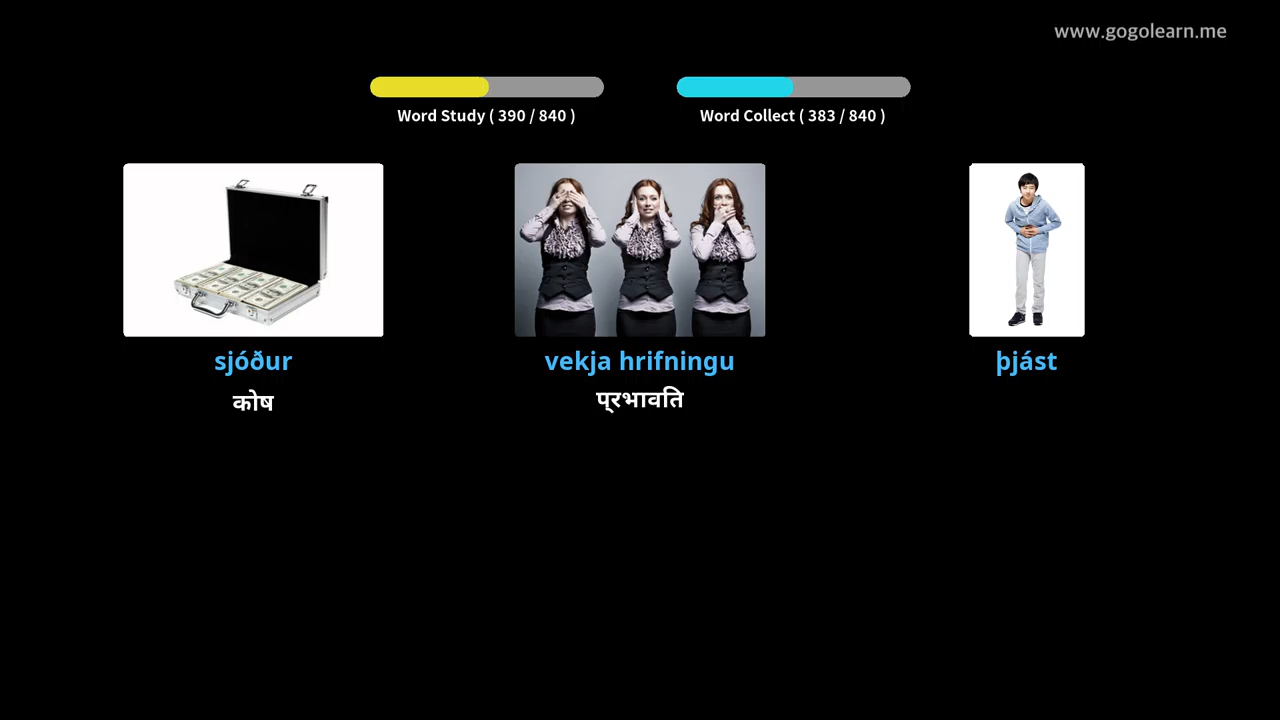 www.gogolearn.me
Word Study ( 390 / 840 )
Word Collect ( 383 / 840 )
sjóður
vekja hrifningu
þjást
कोष
प्रभावति